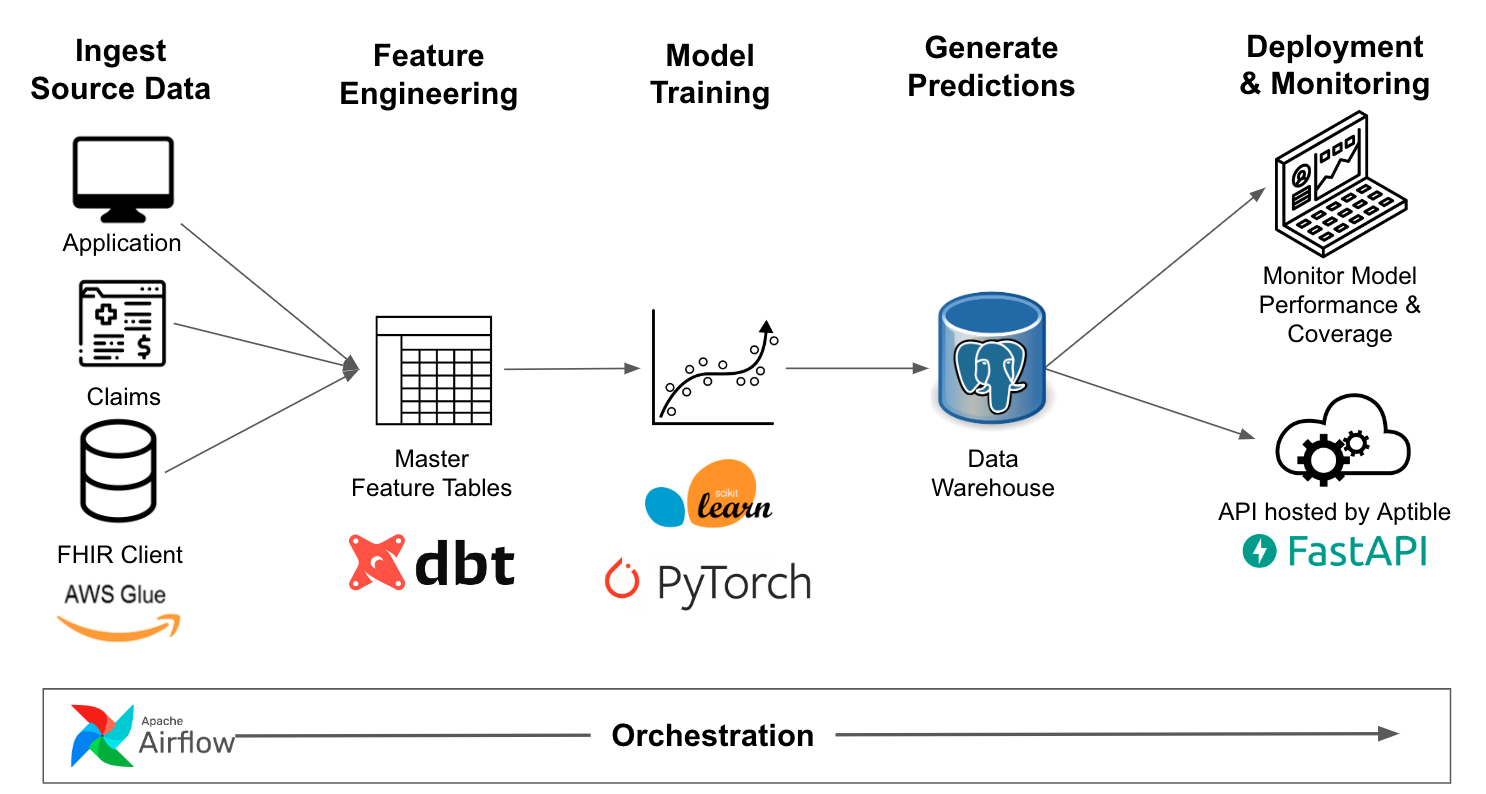 Ingest
Source Data
Feature
Engineering
Model
Training
Generate
Predictions
Deployment
& Monitoring
Application
$
Claims
FHIR Client
AWS Glue
Master
Feature Tables
dbt
scikit
learn
PyTorch
Data
Warehouse
Monitor Model
Performance &
Coverage
API hosted by Aptible
FastAPI
Apache
Airflow
Orchestration